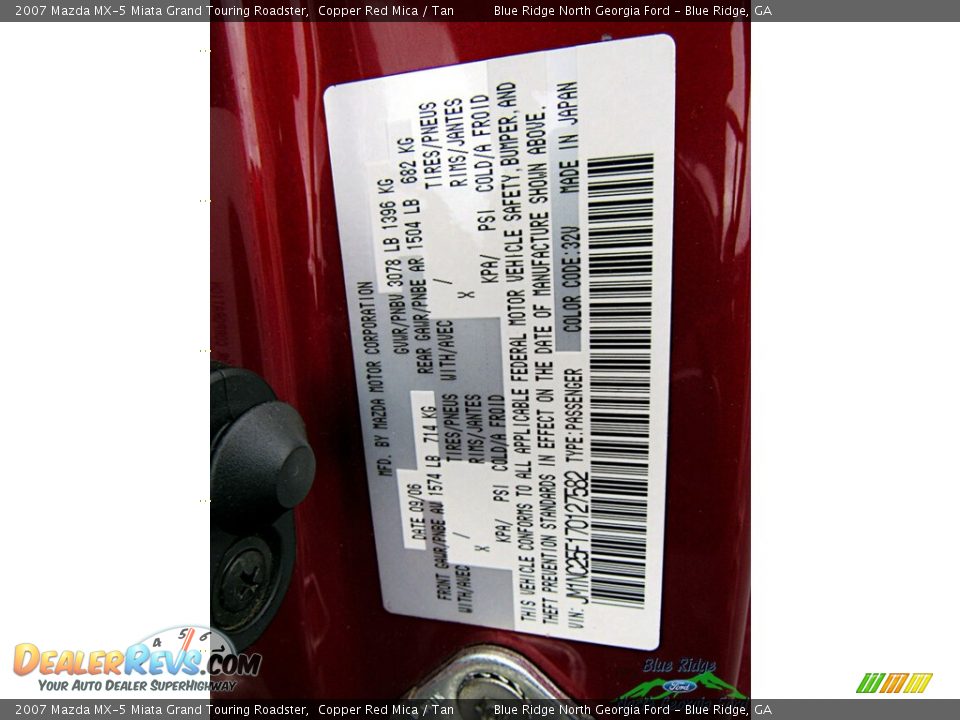 2007 Mazda MX-5 Miata Grand Touring Roadster,  Copper Red Mica / Tan  Blue Ridge North Georgia Ford - Blue Ridge, GA
MFD. BY MAZDA MOTOR CORPORATION
DATE 09/06 GVWR/PNBV 3078 LB 1396 KG
FRONT GAWR/PNBE AV 1574 LB 714 KG REAR GAWR/PNBE AR 1504 LB 682 KG
WITH/AVEC / TIRES/PNEUS WITH/AVEC / TIRES/PNEUS
X RIMS/JANTES X RIMS/JANTES
KPA/ PSI COLD/A FROID KPA/ PSI COLD/A FROID
THIS VEHICLE CONFORMS TO ALL APPLICABLE FEDERAL MOTOR VEHICLE SAFETY,BUMPER,AND
THEFT PREVENTION STANDARDS IN EFFECT ON THE DATE OF MANUFACTURE SHOWN ABOVE.
VIN: JM1NC25F170127582 TYPE:PASSENGER COLOR CODE:32V MADE IN JAPAN
4 5 6
DEALERREVS.COM
YOUR AUTO DEALER SUPERHIGHWAY
Blue Ridge
Ford
2007 Mazda MX-5 Miata Grand Touring Roadster,  Copper Red Mica / Tan  Blue Ridge North Georgia Ford - Blue Ridge, GA